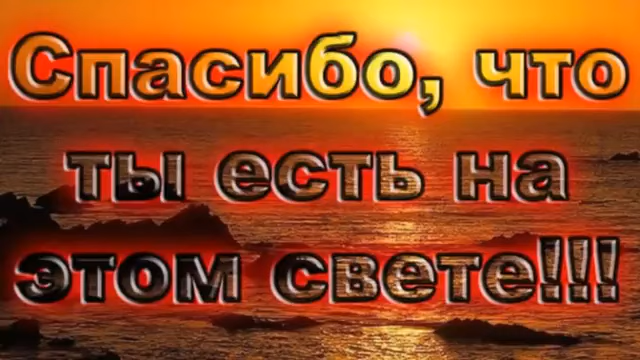 Спасибо, что
ты есть на
этом свете!!!